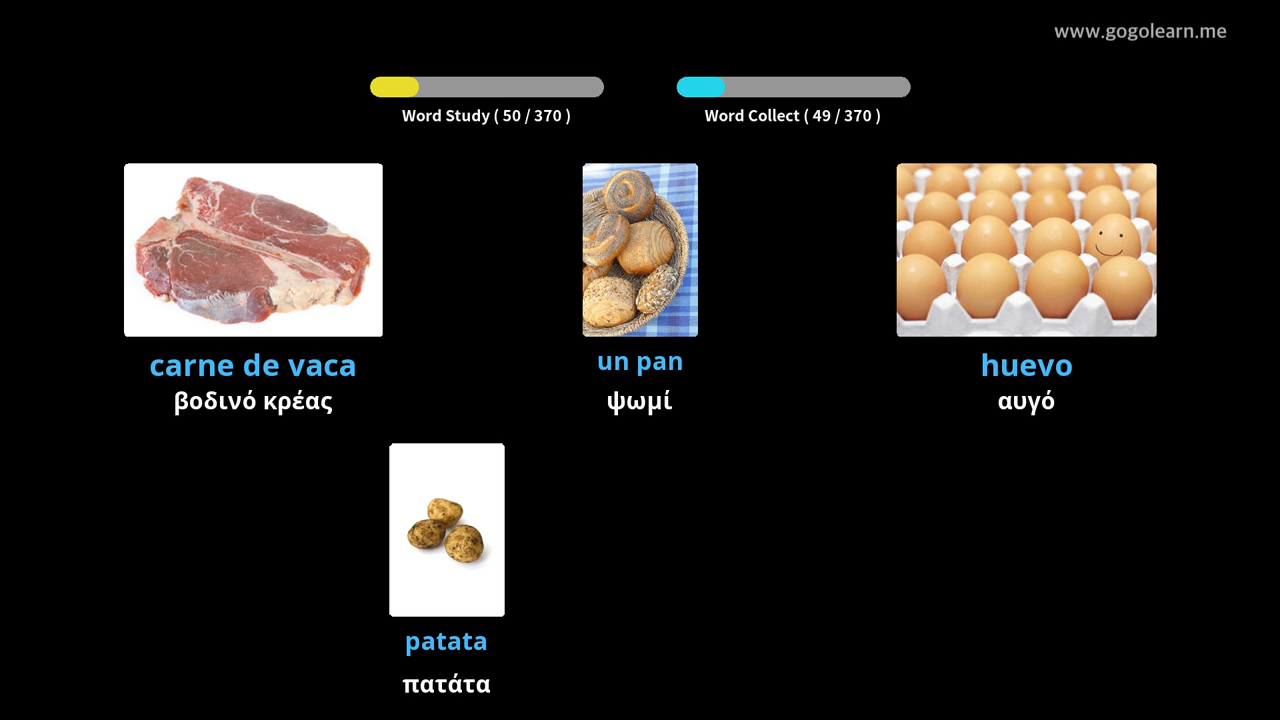 www.gogolearn.me
Word Study ( 50 / 370 )
Word Collect ( 49 / 370 )
carne de vaca
βοδινό κρέας
un pan
ψωμί
huevo
αυγό
patata
πατάτα